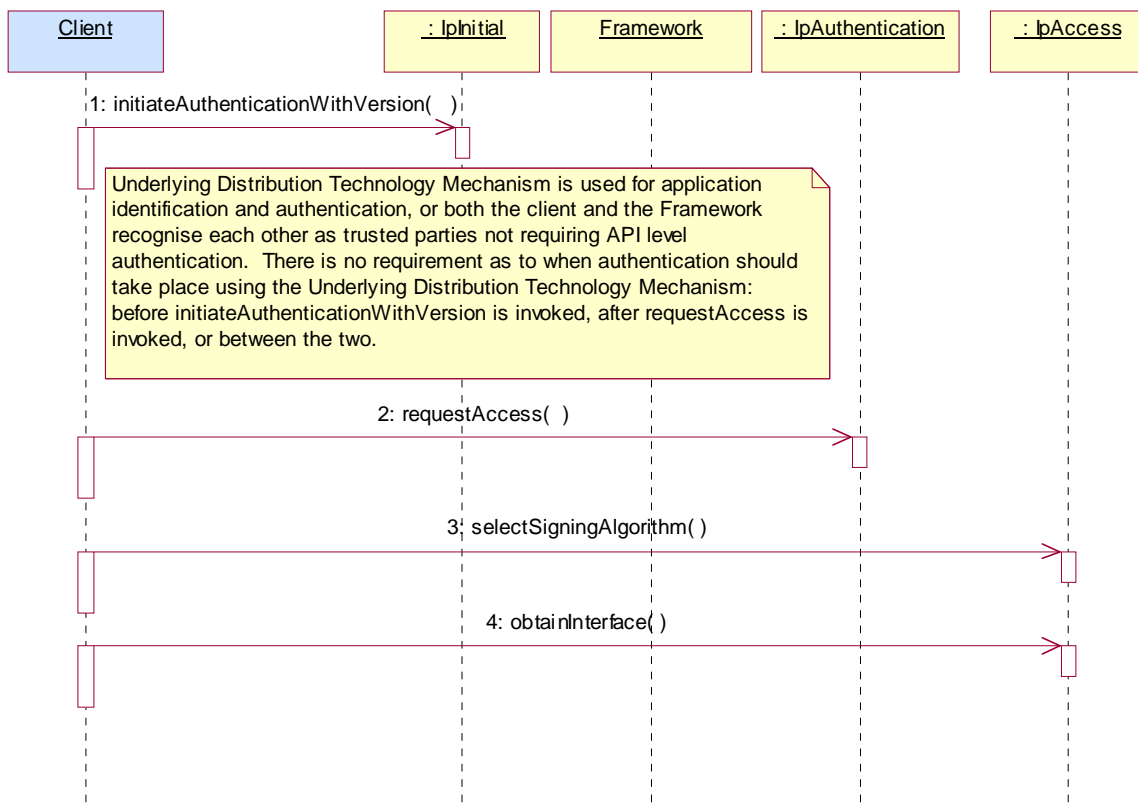 Client
: IpInitial
Framework
: IpAuthentication
: IpAccess
1: initiateAuthenticationWithVersion( )
Underlying Distribution Technology Mechanism is used for application
identification and authentication, or both the client and the Framework
recognise each other as trusted parties not requiring API level
authentication. There is no requirement as to when authentication should
take place using the Underlying Distribution Technology Mechanism:
before initiateAuthenticationWithVersion is invoked, after requestAccess is
invoked, or between the two.
2: requestAccess( )
3: selectSigningAlgorithm( )
4: obtainInterface( )